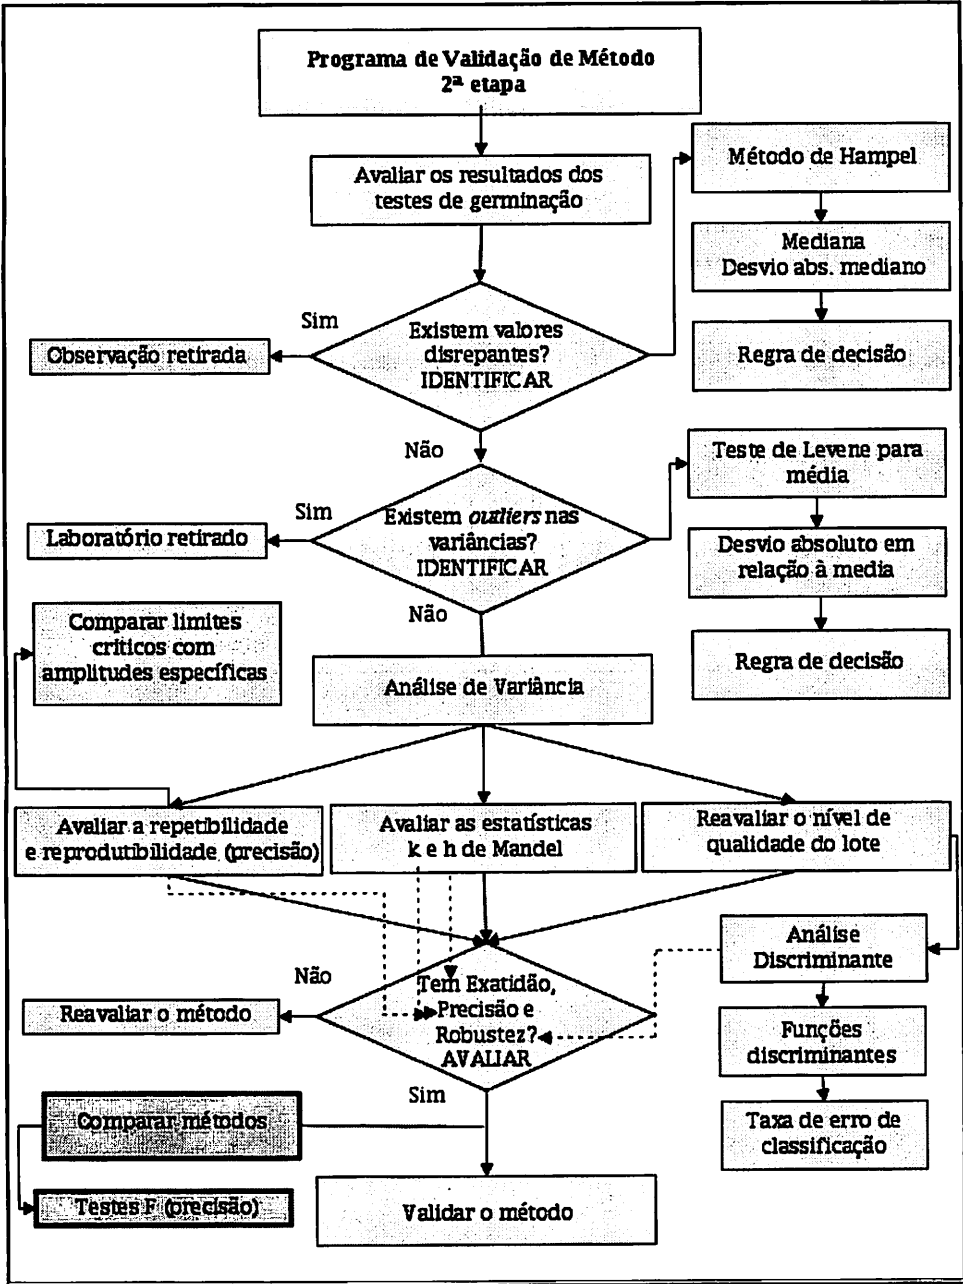 Programa de Validação de Método
2ª etapa
Avaliar os resultados dos
testes de germinação
Método de Hampel
Mediana
Desvio abs. mediano
Regra de decisão
Sim
Existem valores
disrepantes?
IDENTIFICAR
Observação retirada
Não
Teste de Levene para
média
Sim
Existem outliers nas
variâncias?
IDENTIFICAR
Laboratório retirado
Desvio absoluto em
relação à media
Não
Regra de decisão
Comparar limites
críticos com
amplitudes específicas
Análise de Variância
Avaliar a repetibilidade
e reprodutibilidade (precisão)
Avaliar as estatísticas
k e h de Mandel
Reavaliar o nível de
qualidade do lote
Análise
Discriminante
Não
Tem Exatidão,
Precisão e
Robustez?
AVALIAR
Reavaliar o método
Funções
discriminantes
Sim
Comparar métodos
Taxa de erro de
classificação
Testes F (precisão)
Validar o método